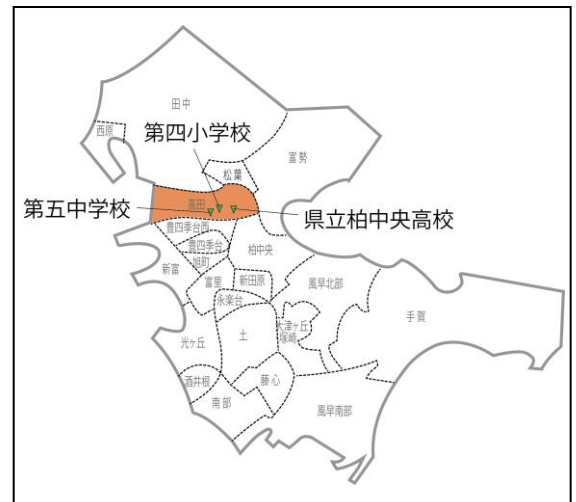 田中
西原
第四小学校
富勢
松葉
第五中学校
高田
県立柏中央高校
豊四季台西
豊四季台
柏中央
旭町
新富
富里
新田原
風早北部
永楽台
手賀
光ヶ丘
土
大津ヶ丘
塚崎
酒井根
藤心
南部
風早南部